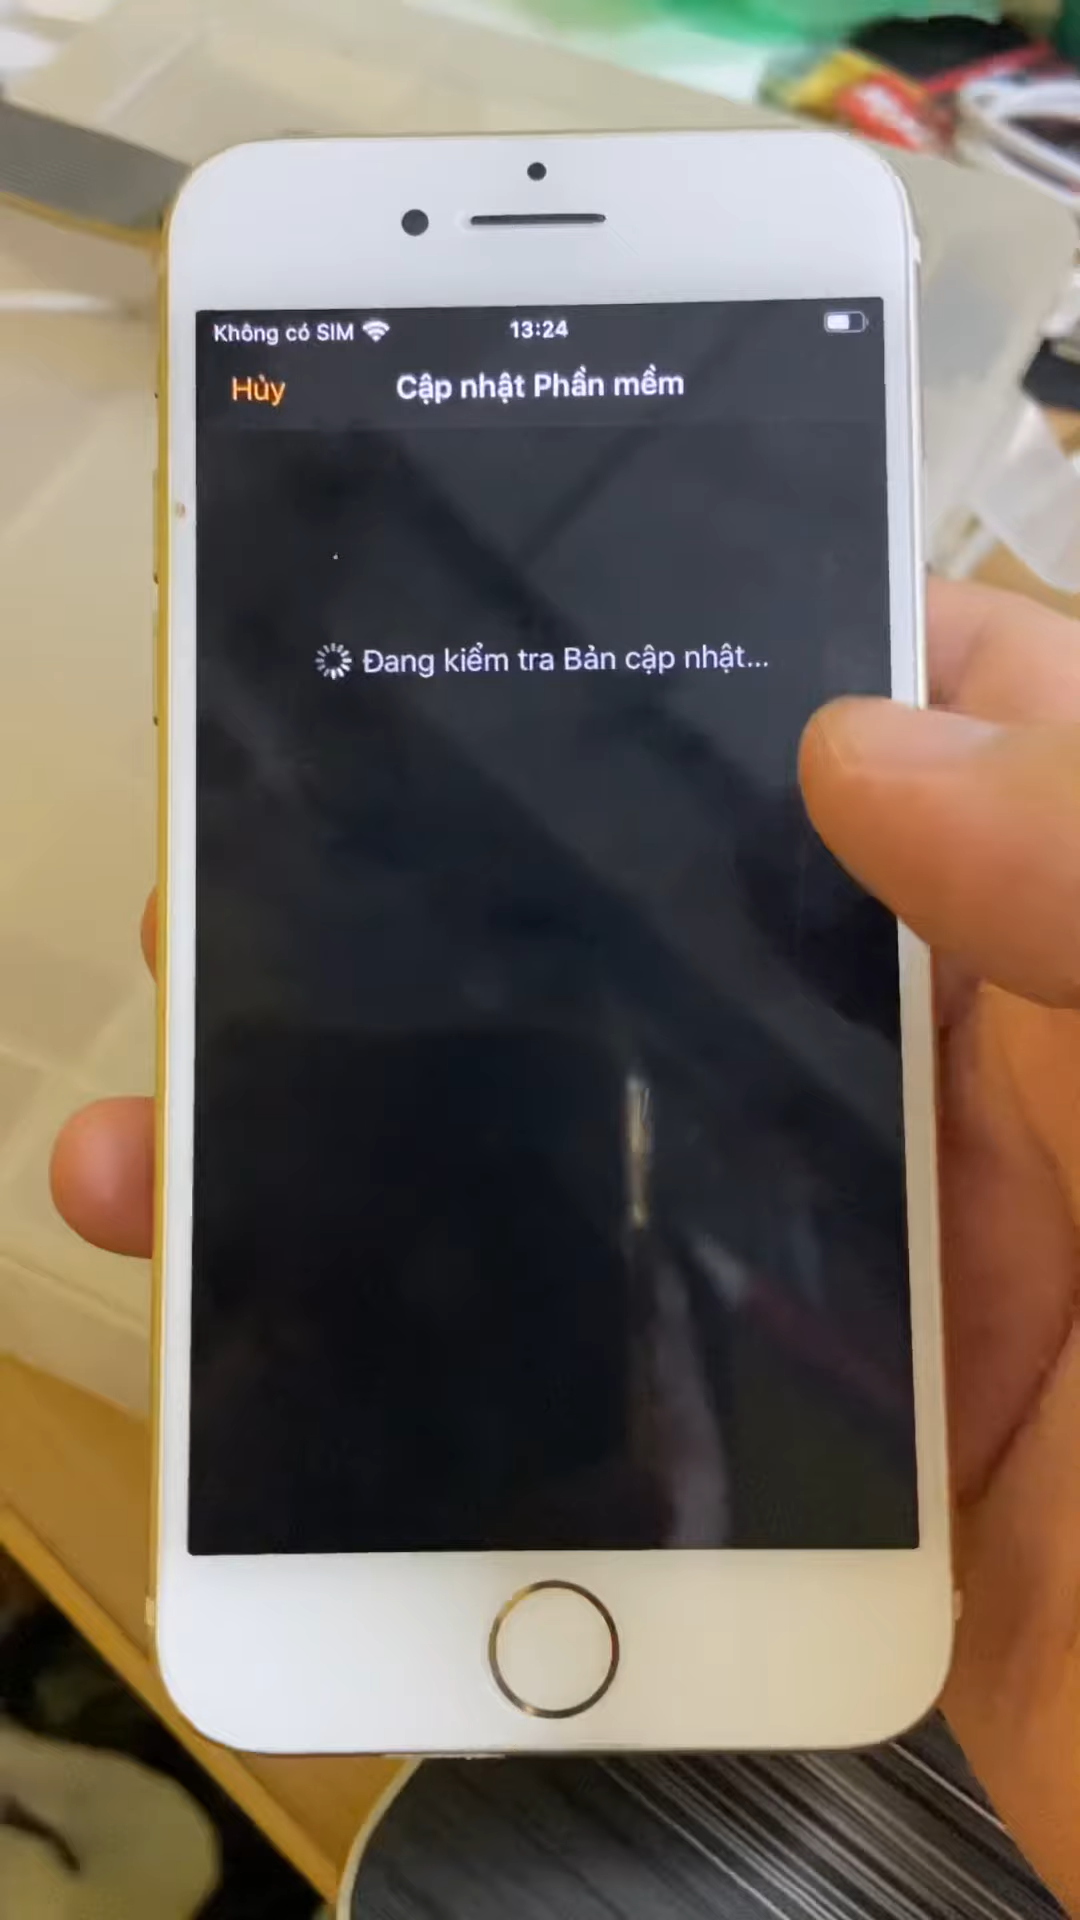 Không có SIM 13:24
Hủy Cập nhật Phần mềm
Đang kiểm tra Bản cập nhật...